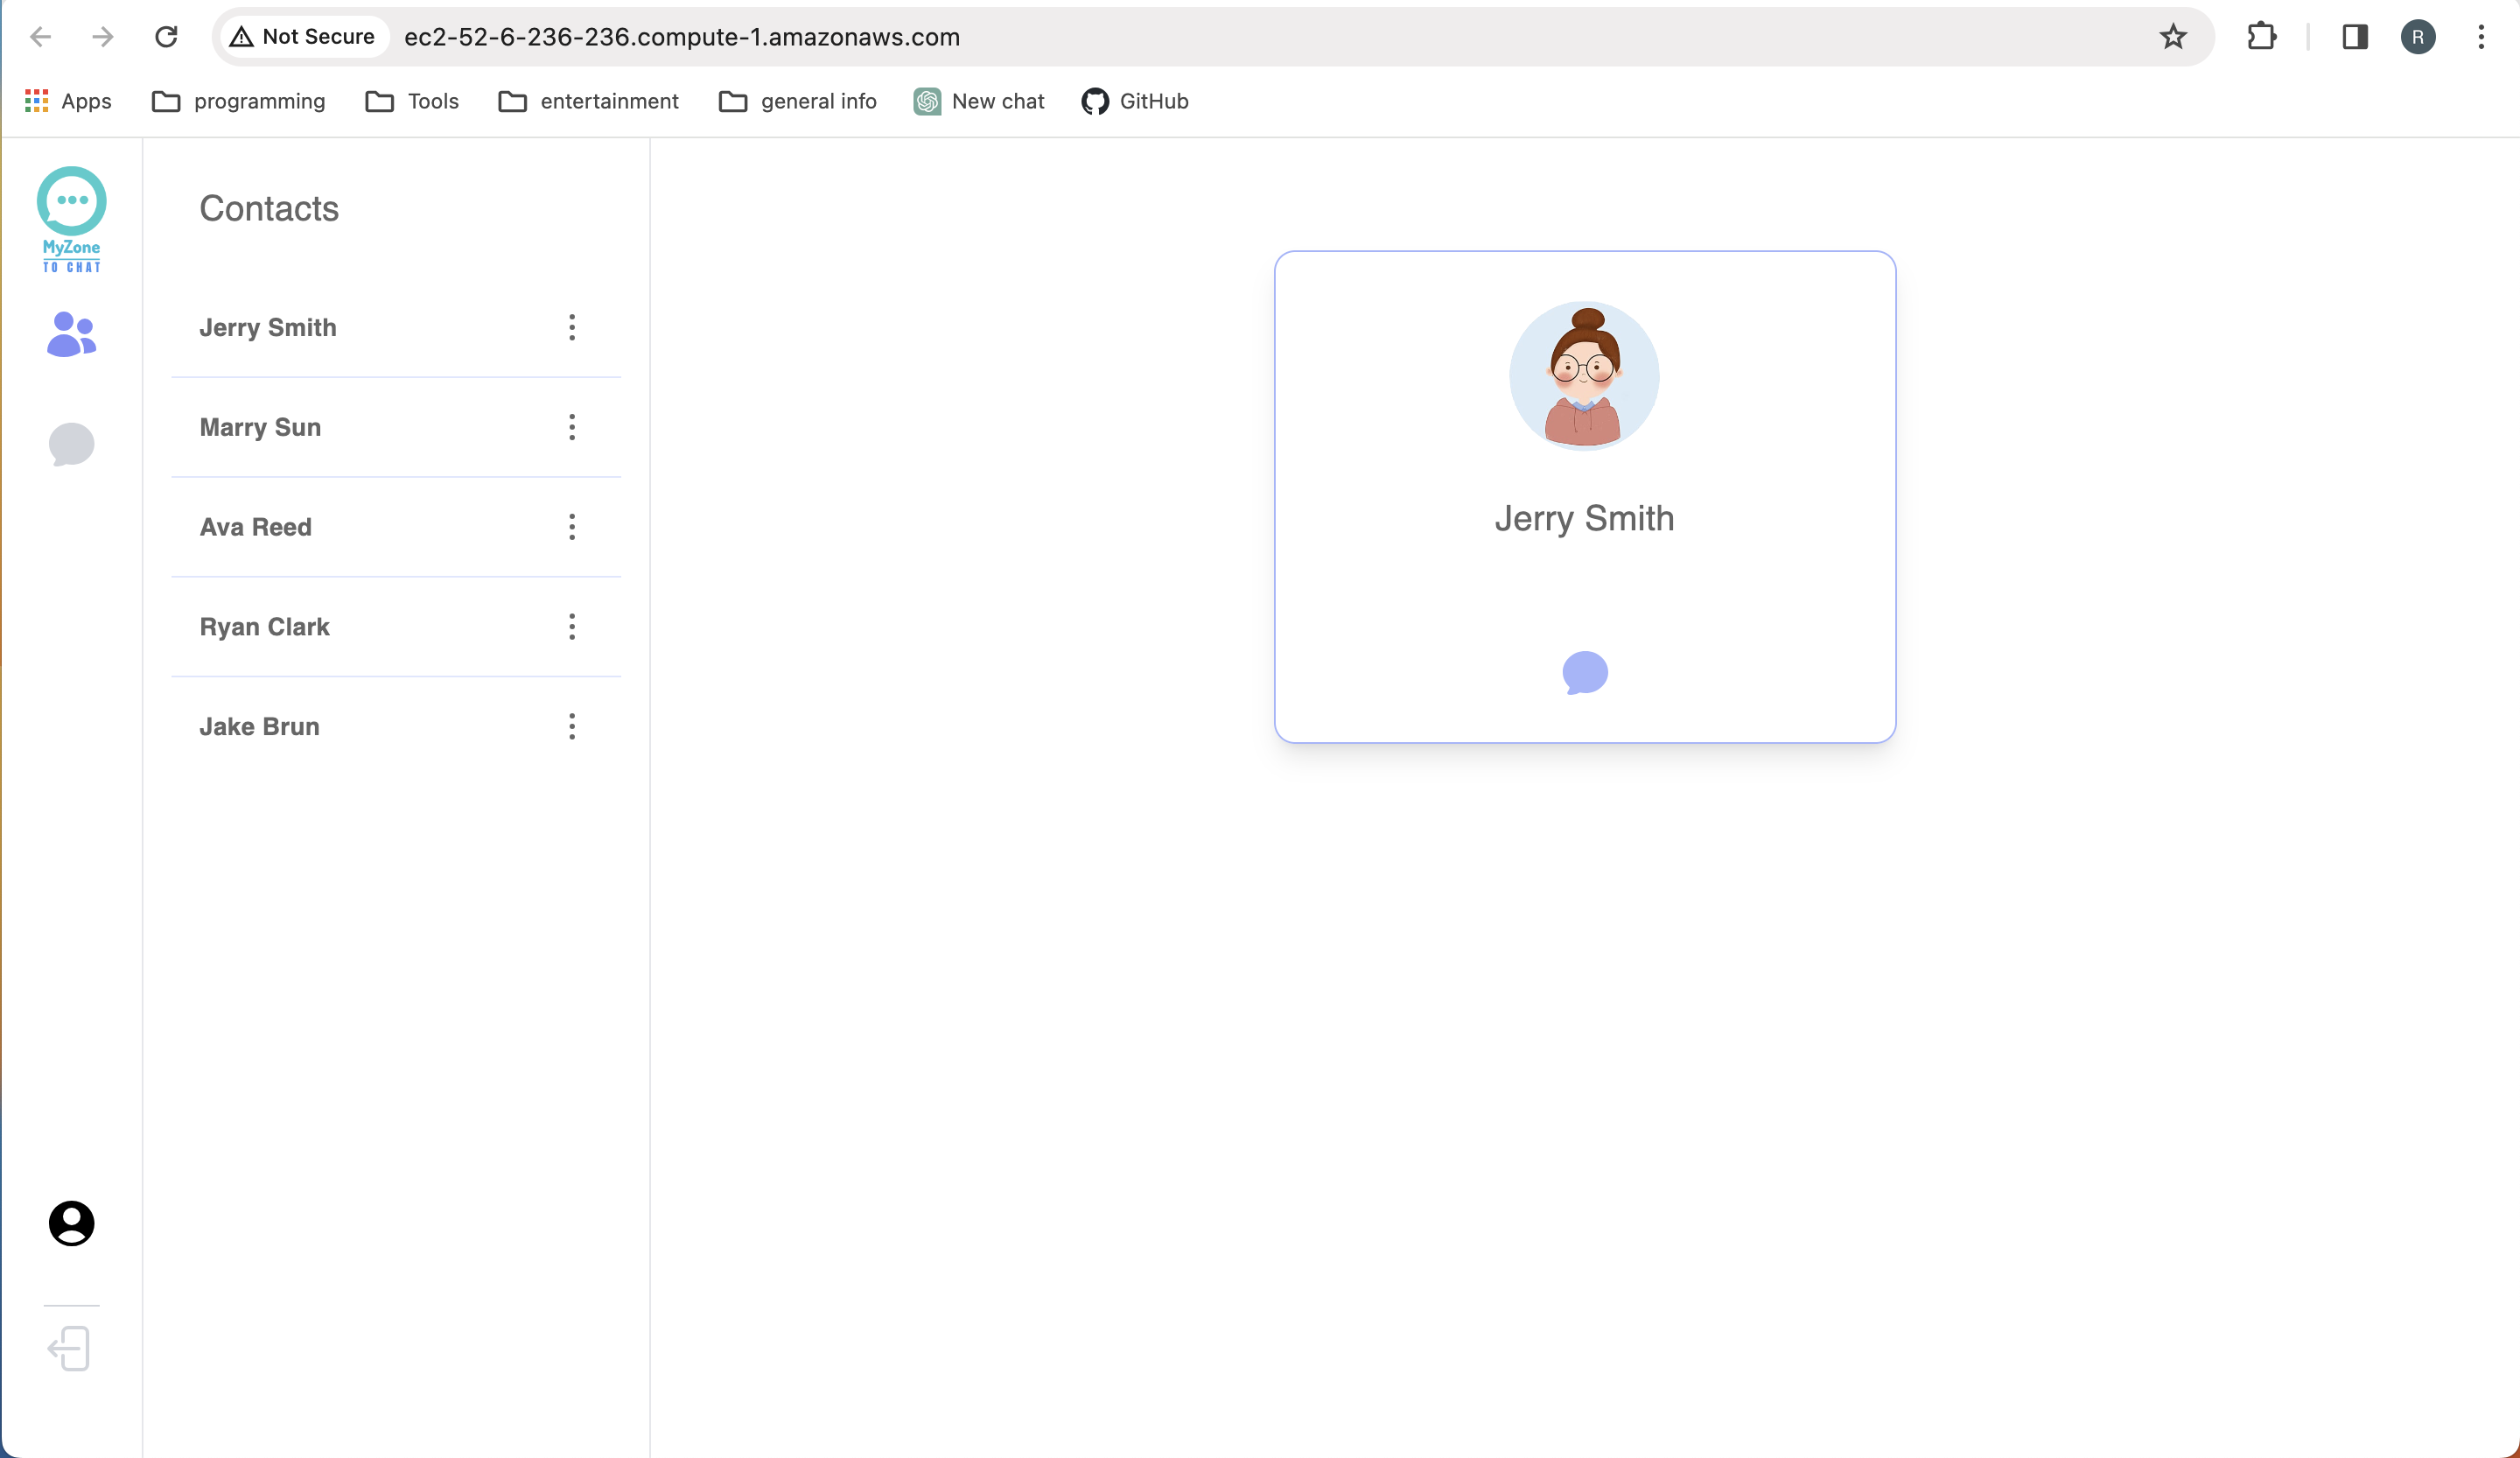 Not Secure ec2-52-6-236-236.compute-1.amazonaws.com R
Apps programming Tools entertainment general info New chat GitHub
MyZone
TO CHAT
Contacts
Jerry Smith
Marry Sun
Ava Reed
Ryan Clark
Jake Brun
Jerry Smith